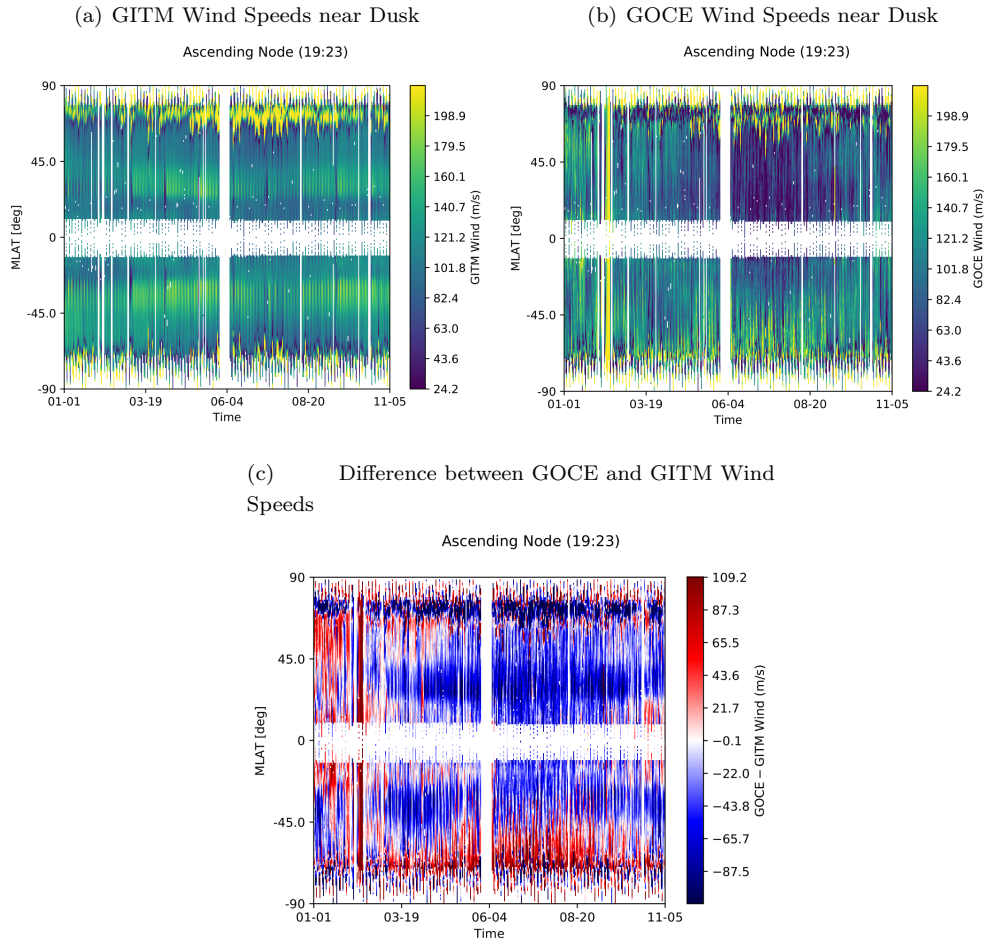 (a) GITM Wind Speeds near Dusk
Ascending Node (19:23)
90
45.0
0
-45.0
-90
MLAT [deg]
01-01 03-19 06-04 08-20 11-05
Time
198.9
179.5
160.1
140.7
121.2
101.8
82.4
63.0
43.6
24.2
GITM Wind (m/s)
(b) GOCE Wind Speeds near Dusk
Ascending Node (19:23)
90
45.0
0
-45.0
-90
MLAT [deg]
01-01 03-19 06-04 08-20 11-05
Time
198.9
179.5
160.1
140.7
121.2
101.8
82.4
63.0
43.6
24.2
GOCE Wind (m/s)
(c) Difference between GOCE and GITM Wind
Speeds
Ascending Node (19:23)
90
45.0
0
-45.0
-90
MLAT [deg]
01-01 03-19 06-04 08-20 11-05
Time
109.2
87.3
65.5
43.6
21.7
−0.1
−22.0
−43.8
−65.7
−87.5
GOCE − GITM Wind (m/s)